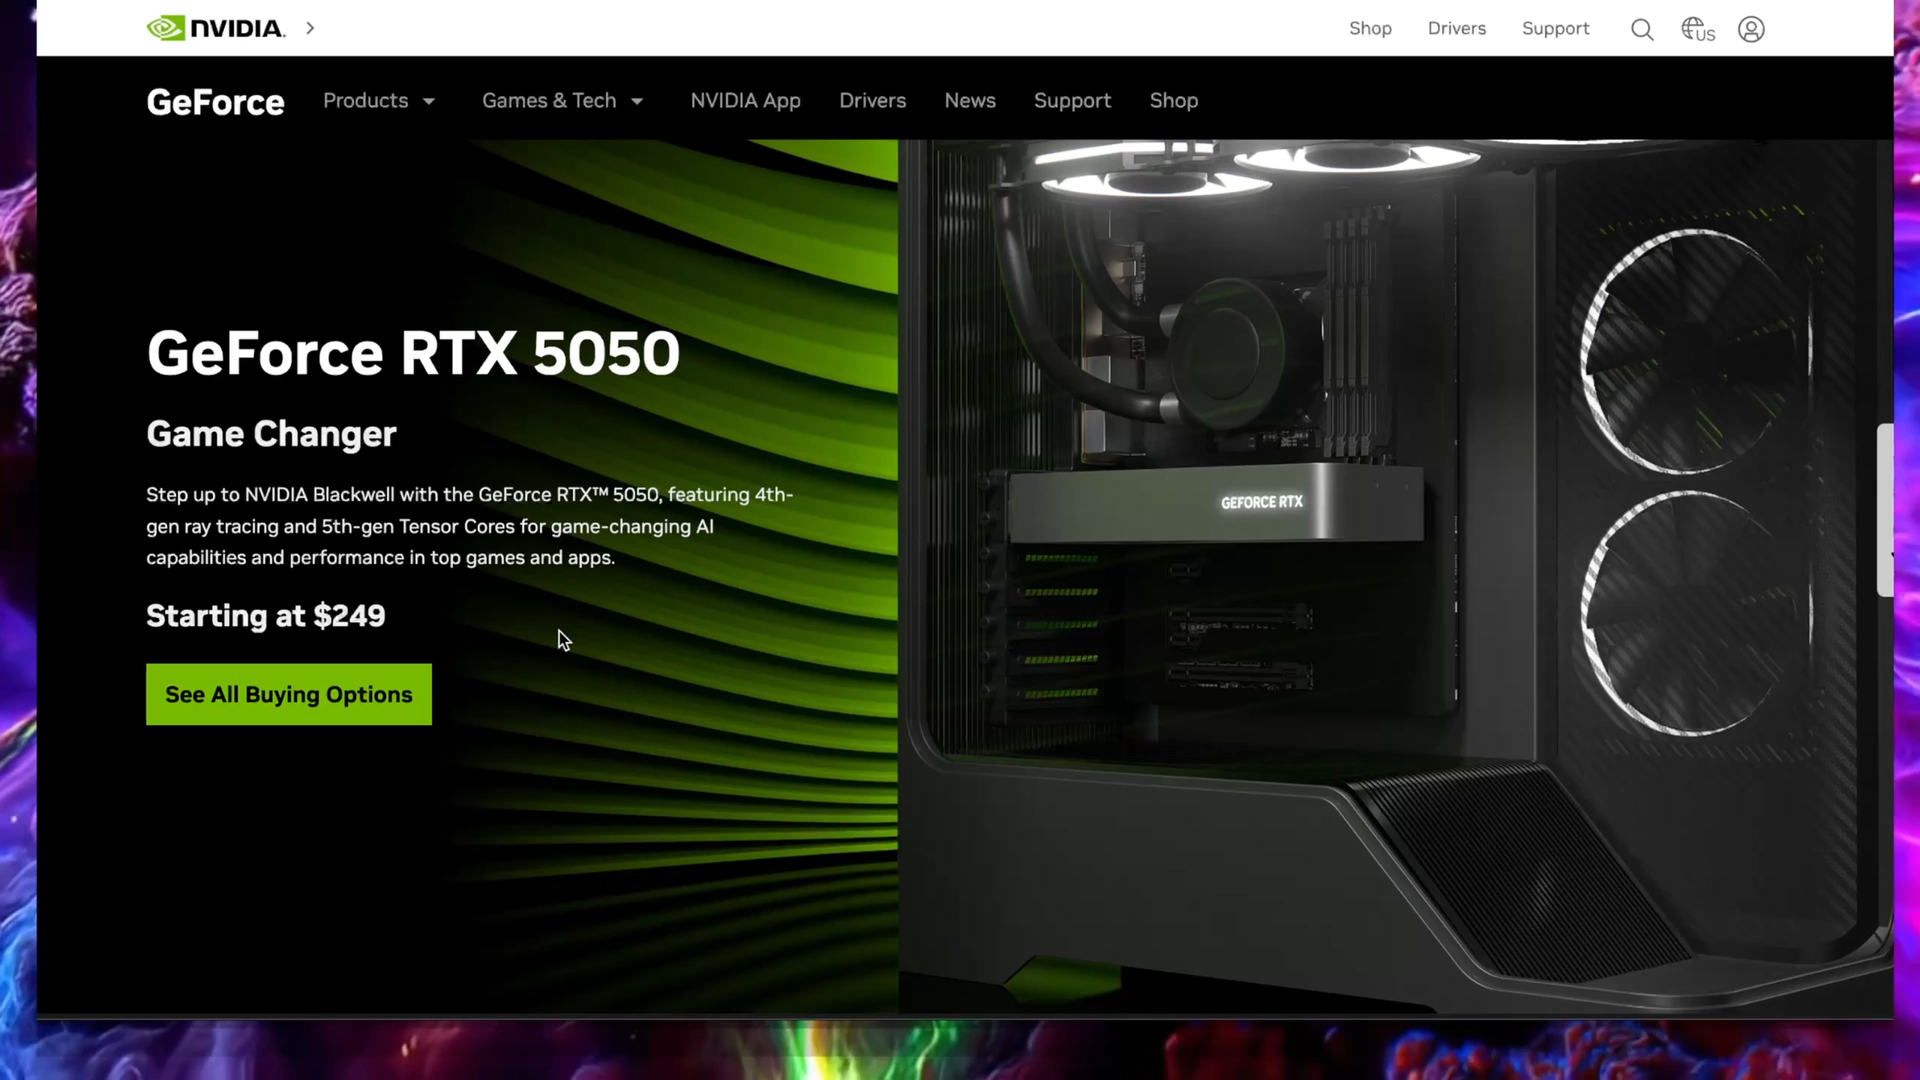 NVIDIA.
Shop
Drivers
Support
US
GeForce
Products
Games & Tech
NVIDIA App
Drivers
News
Support
Shop
GeForce RTX 5050
Game Changer
Step up to NVIDIA Blackwell with the GeForce RTX™ 5050, featuring 4th-
gen ray tracing and 5th-gen Tensor Cores for game-changing AI
capabilities and performance in top games and apps.
Starting at $249
See All Buying Options
GEFORCE RTX